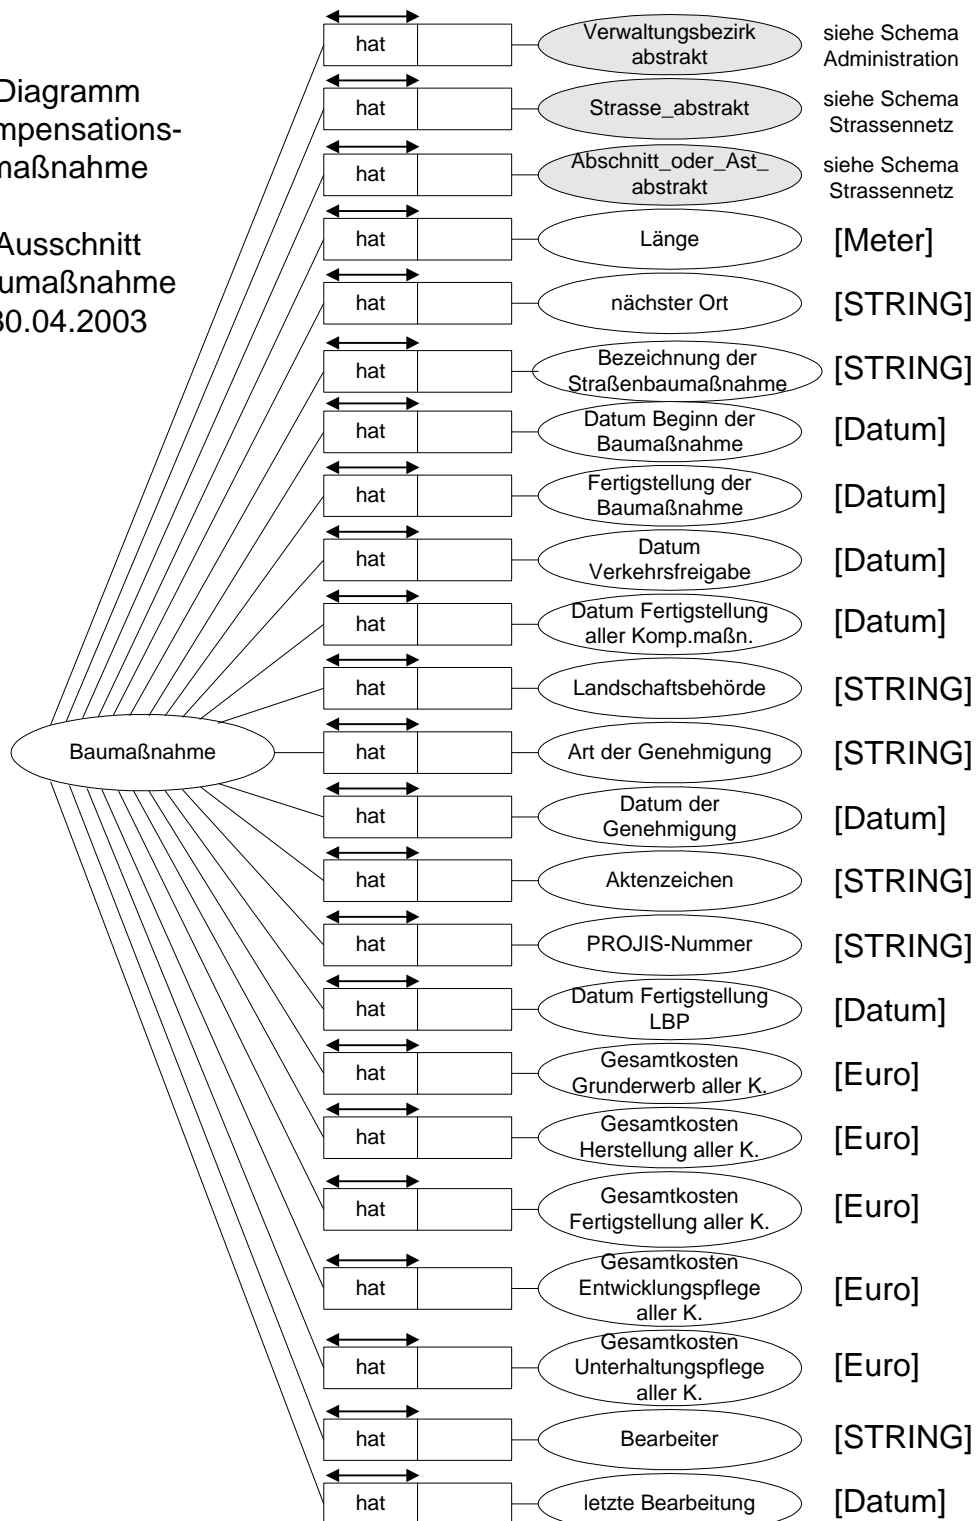 Diagramm
mpensations-
maßnahme
Ausschnitt
umaßnahme
30.04.2003
hat
Verwaltungsbezirk
abstrakt
siehe Schema
Administration
hat
Strasse_abstrakt
siehe Schema
Strassennetz
hat
Abschnitt_oder_Ast_
abstrakt
siehe Schema
Strassennetz
hat
Länge
[Meter]
hat
nächster Ort
[STRING]
hat
Bezeichnung der
Straßenbaumaßnahme
[STRING]
hat
Datum Beginn der
Baumaßnahme
[Datum]
hat
Fertigstellung der
Baumaßnahme
[Datum]
hat
Datum
Verkehrsfreigabe
[Datum]
hat
Datum Fertigstellung
aller Komp.maßn.
[Datum]
hat
Landschaftsbehörde
[STRING]
Baumaßnahme
hat
Art der Genehmigung
[STRING]
hat
Datum der
Genehmigung
[Datum]
hat
Aktenzeichen
[STRING]
hat
PROJIS-Nummer
[STRING]
hat
Datum Fertigstellung
LBP
[Datum]
hat
Gesamtkosten
Grunderwerb aller K.
[Euro]
hat
Gesamtkosten
Herstellung aller K.
[Euro]
hat
Gesamtkosten
Fertigstellung aller K.
[Euro]
hat
Gesamtkosten
Entwicklungspflege
aller K.
[Euro]
hat
Gesamtkosten
Unterhaltungspflege
aller K.
[Euro]
hat
Bearbeiter
[STRING]
hat
letzte Bearbeitung
[Datum]